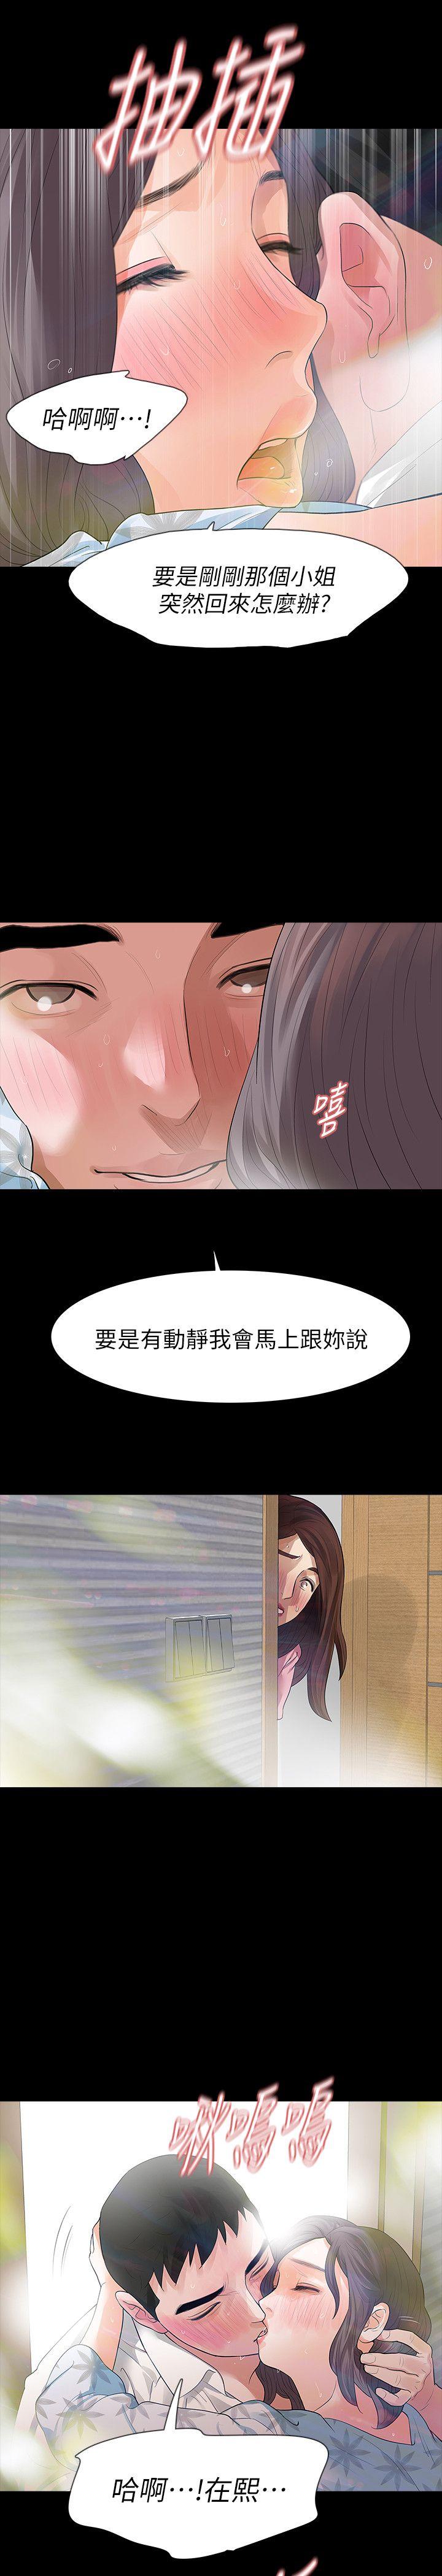 抽插
哈啊啊⋯!
要是剛剛那個小姐
突然回來怎麼辦?
嘻
要是有動靜我會馬上跟妳說
啾嗚嗚
哈啊⋯!在熙⋯